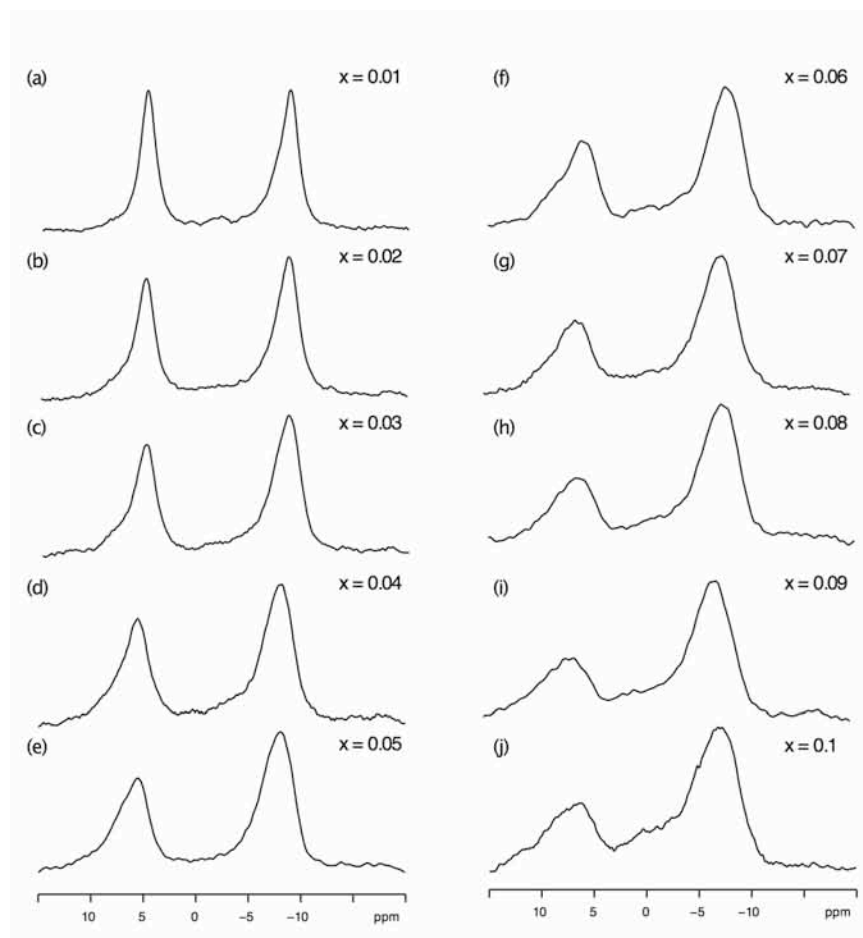 (a) x = 0.01
(b) x = 0.02
(c) x = 0.03
(d) x = 0.04
(e) x = 0.05
10 5 0 −5 −10 ppm
(f) x = 0.06
(g) x = 0.07
(h) x = 0.08
(i) x = 0.09
(j) x = 0.1
10 5 0 −5 −10 ppm